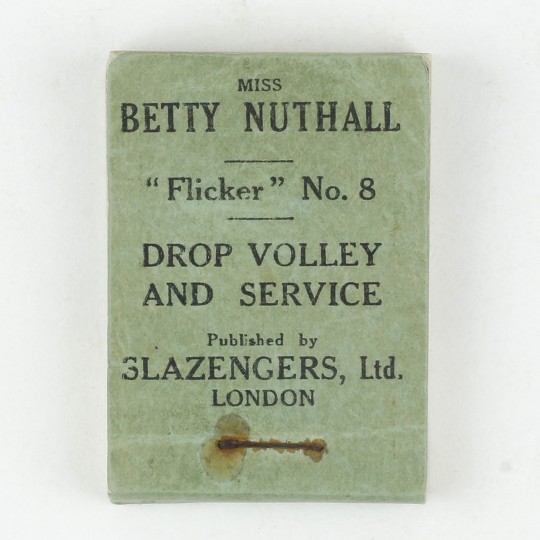 MISS
BETTY NUTHALL
"Flicker" No. 8
DROP VOLLEY
AND SERVICE
Published by
SLAZENGERS, Ltd.
LONDON